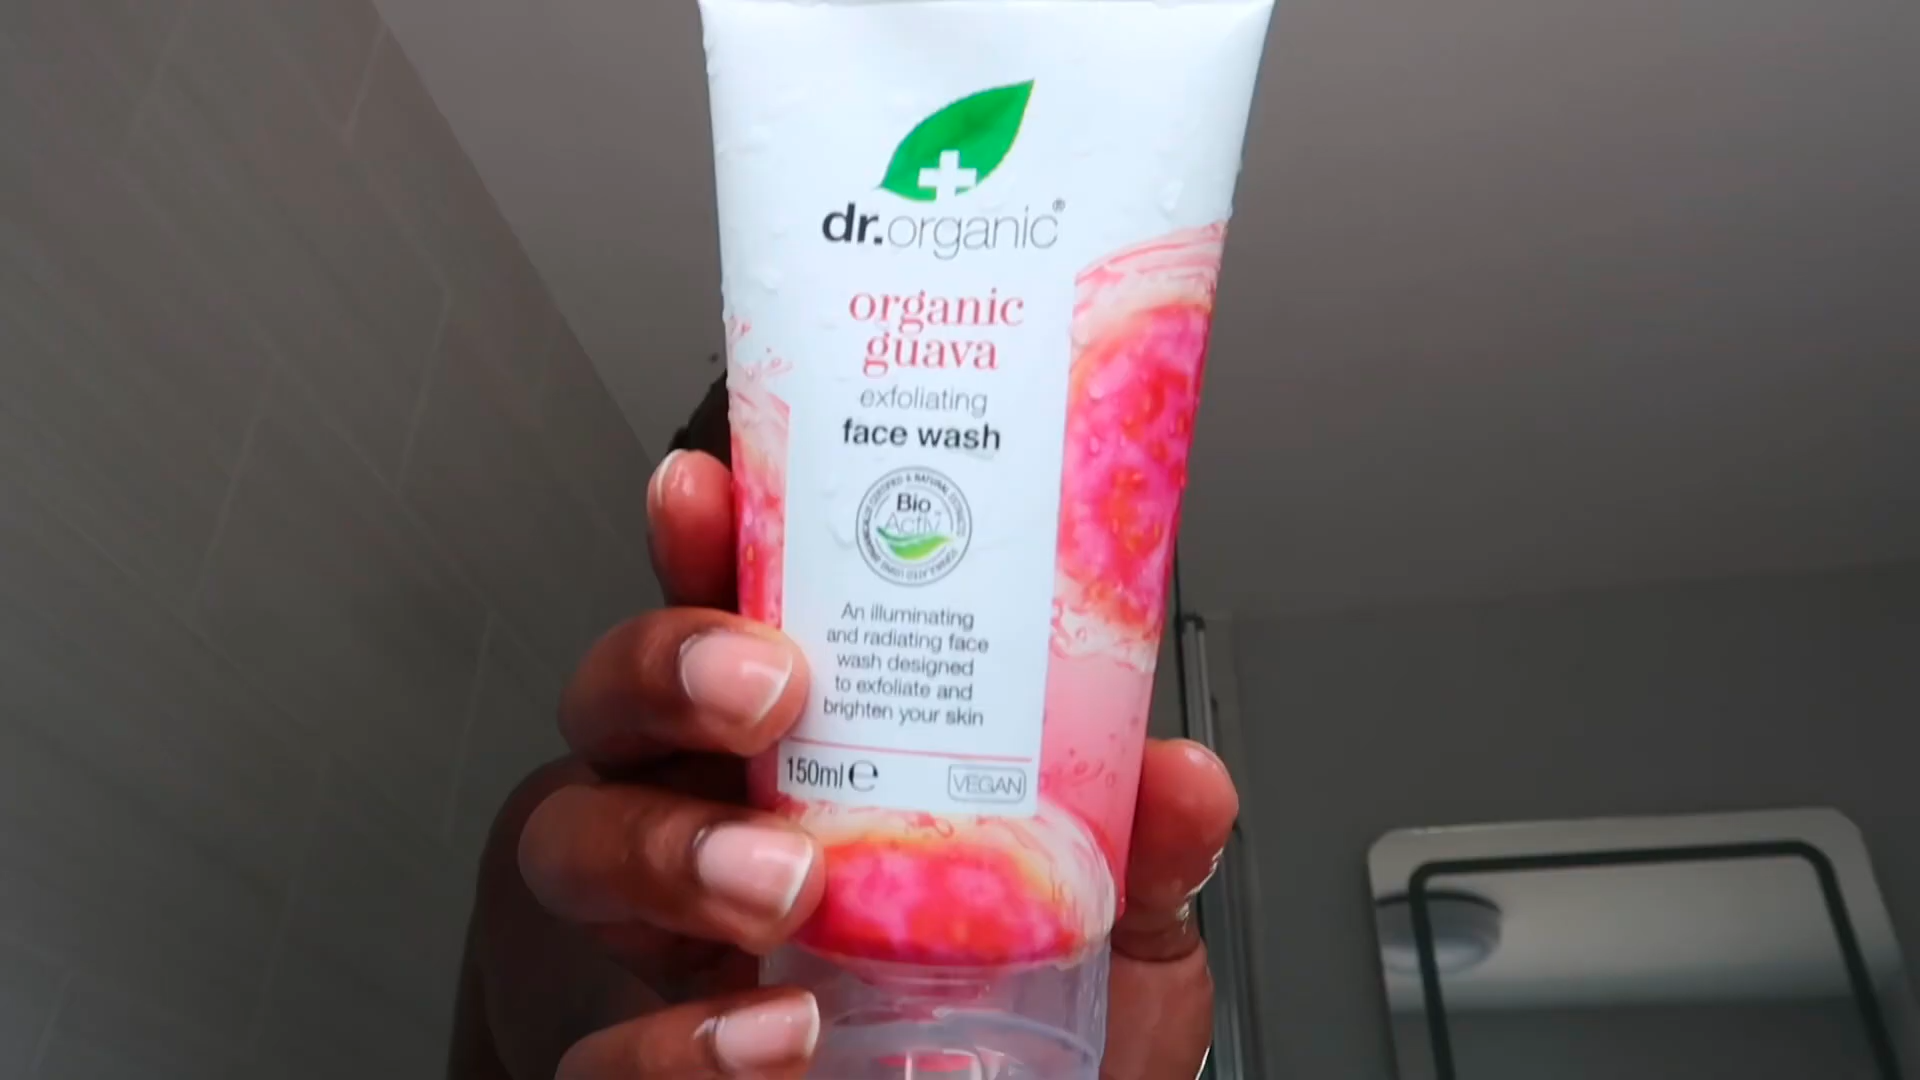 dr.organic®
organic
guava
exfoliating
face wash
Bio
Activ
An illuminating
and radiating face
wash designed
to exfoliate and
brighten your skin
150ml℮
VEGAN